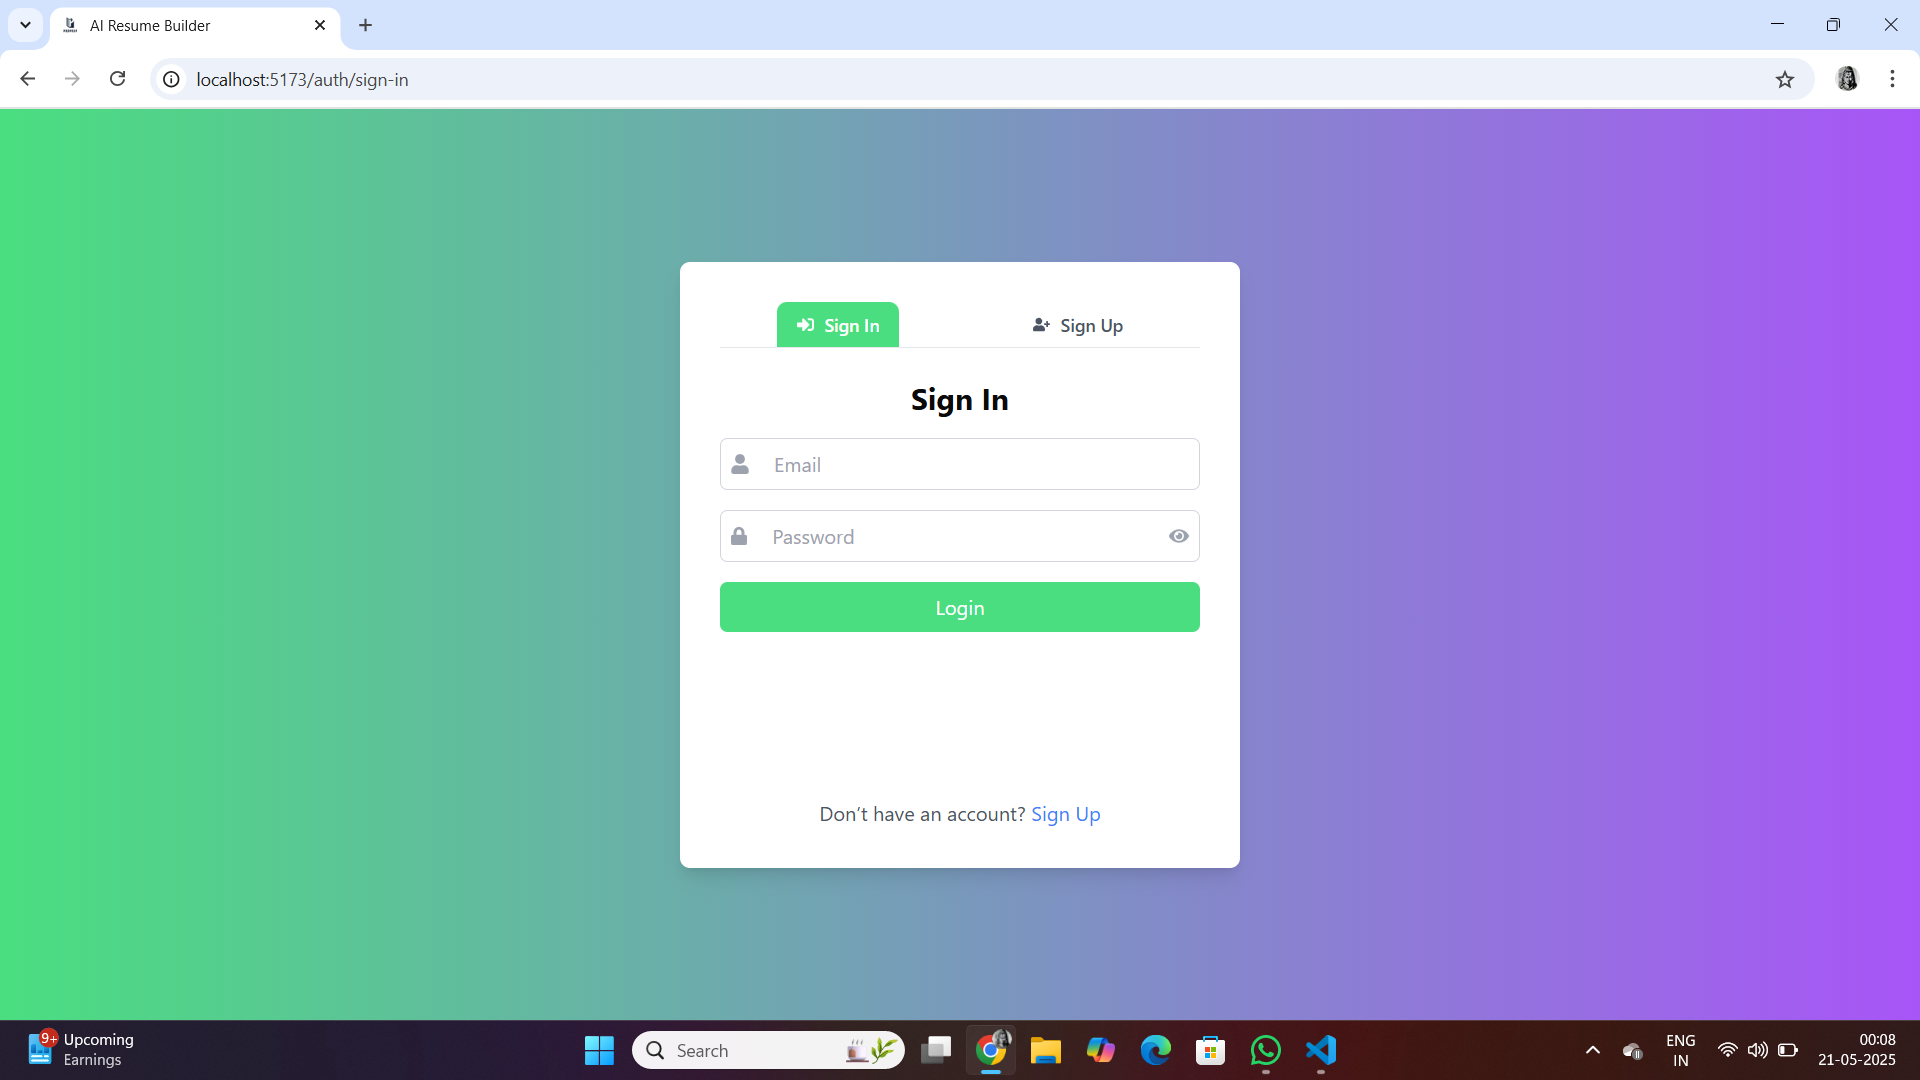 AI Resume Builder
localhost:5173/auth/sign-in
Sign In
Sign Up
Sign In
Email
Password
Login
Don't have an account? Sign Up
9+
Upcoming
Earnings
Search
ENG
IN
00:08
21-05-2025